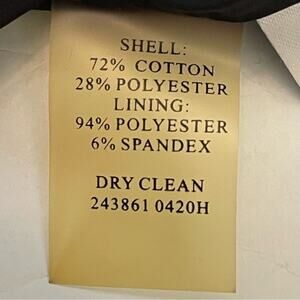 SHELL:
72% COTTON
28% POLYESTER
LINING:
94% POLYESTER
6% SPANDEX
DRY CLEAN
243861 0420H